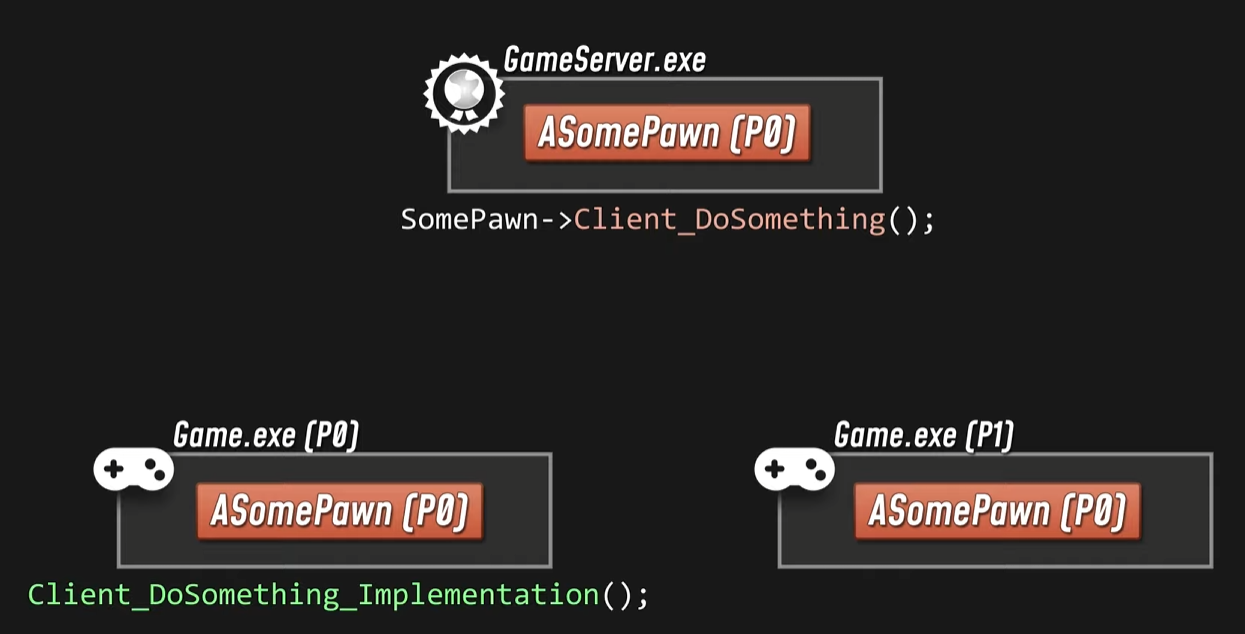 GameServer.exe
ASomePawn (P0)
SomePawn->Client_DoSomething();
Game.exe (P0)
ASomePawn (P0)
Client_DoSomething_Implementation();
Game.exe (P1)
ASomePawn (P0)